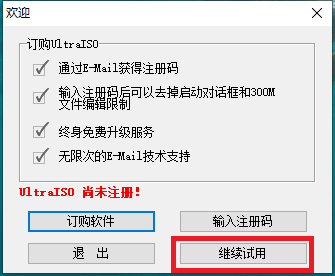 欢迎
订购UltraISO
通过E-Mail获得注册码
输入注册码后可以去掉启动对话框和300M
文件编辑限制
终身免费升级服务
无限次的E-Mail技术支持
UltraISO 尚未注册!
订购软件
输入注册码
退 出
继续试用